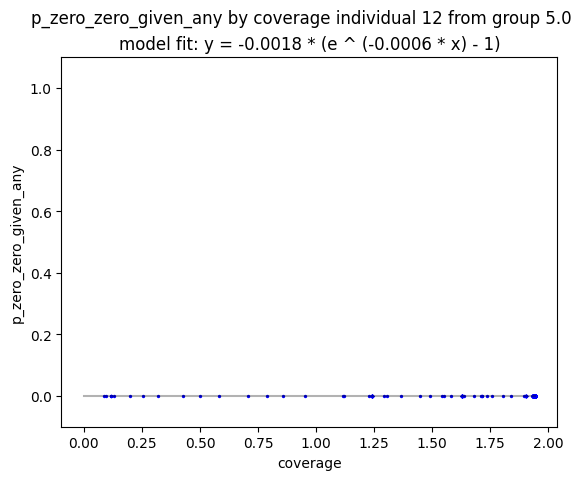 p_zero_zero_given_any by coverage individual 12 from group 5.0
model fit: y = -0.0018 * (e ^ (-0.0006 * x) - 1)
1.0
0.8
0.6
0.4
0.2
0.0
p_zero_zero_given_any
0.00 0.25 0.50 0.75 1.00 1.25 1.50 1.75 2.00
coverage